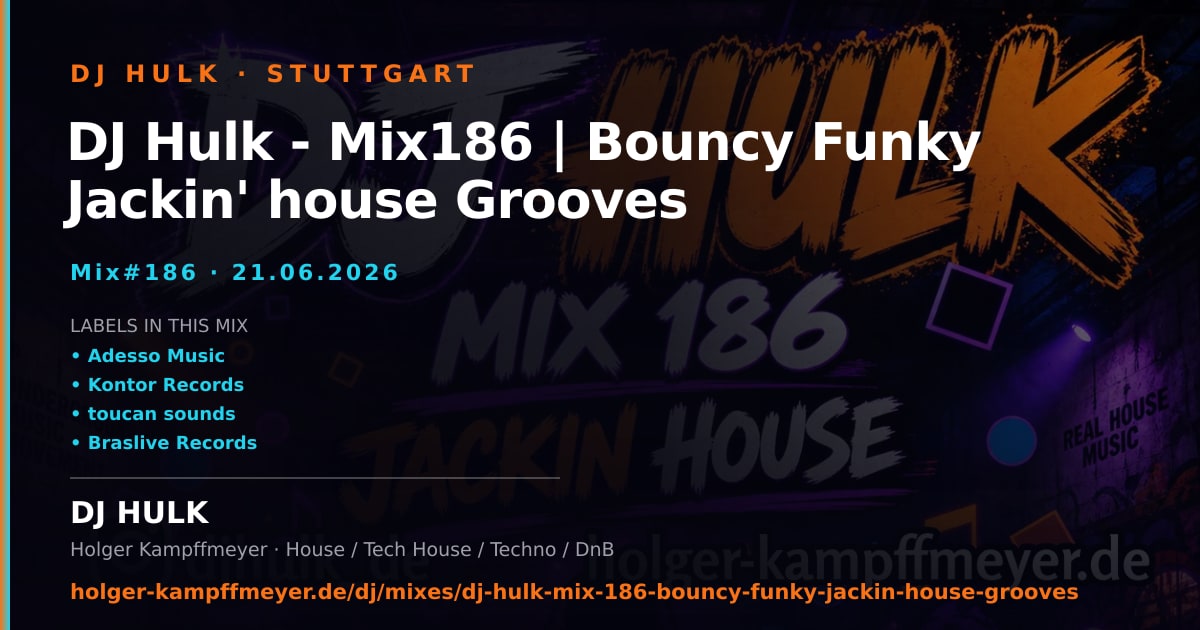 DJ HULK · STUTTGART
DJ Hulk - Mix186 | Bouncy Funky
Jackin' house Grooves
Mix#186 · 21.06.2026
LABELS IN THIS MIX
• Adesso Music
• Kontor Records
• toucan sounds
• Braslive Records
DJ HULK
Holger Kampffmeyer · House / Tech House / Techno / DnB
holger-kampffmeyer.de/dj/mixes/dj-hulk-mix-186-bouncy-funky-jackin-house-grooves
DJ HULK
MIX 186
JACKIN HOUSE
REAL HOUSE
MUSIC
holger-kampffmeyer.de